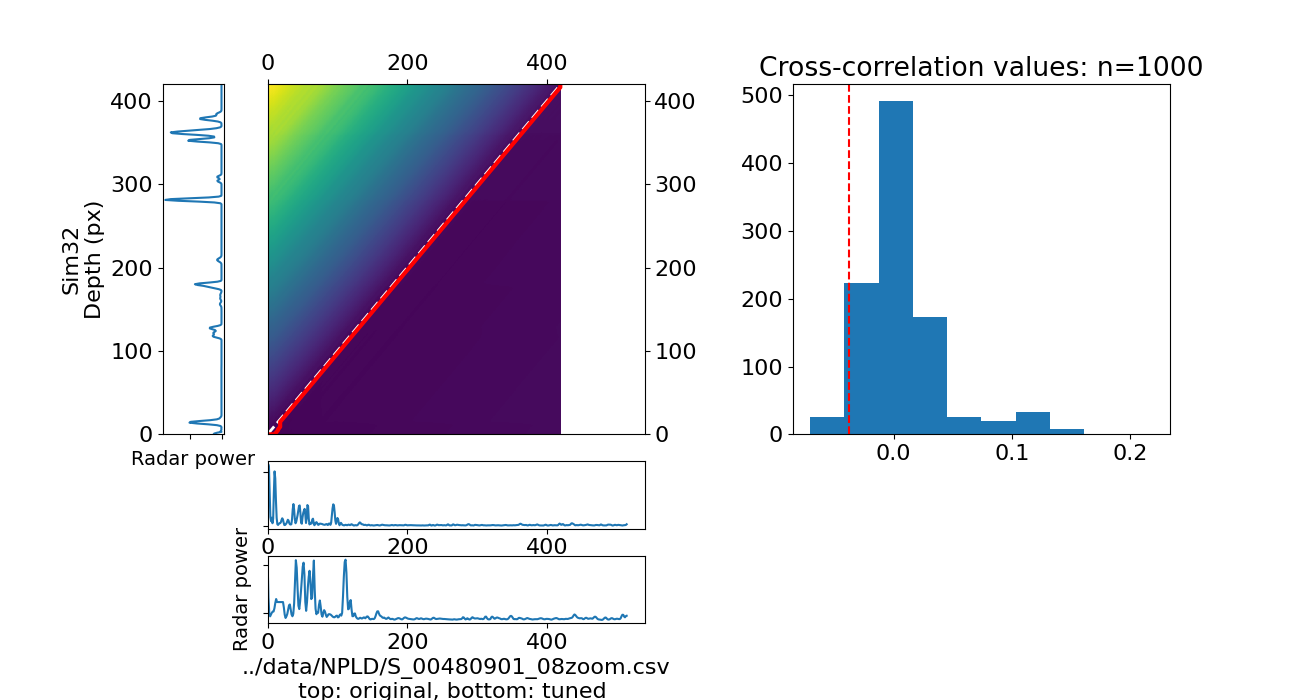 0 200 400
Cross-correlation values: n=1000
400
300
200
100
0
Sim32
Depth (px)
Radar power
400
300
200
100
0
500
400
300
200
100
0
0.0 0.1 0.2
0 200 400
Radar power
0 200 400
../data/NPLD/S_00480901_08zoom.csv
top: original, bottom: tuned